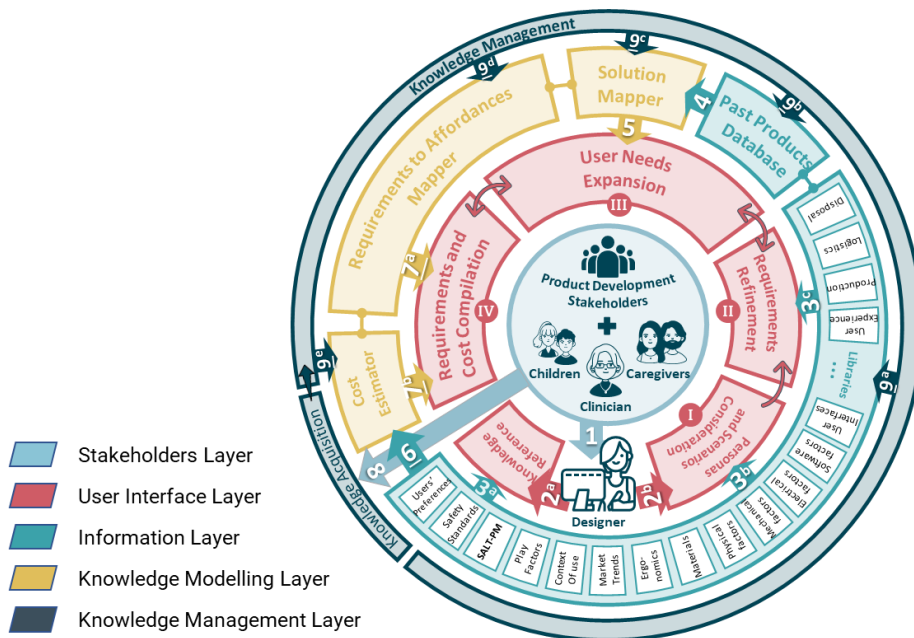 Knowledge Management
9d
9c
9b
Solution
Mapper
Requirements to Affordances
Mapper
4
Past Products
Database
5
User Needs
Expansion
III
Disposal
Logistics
Production
User
Experience
Libraries
...
7a
Requirements and
Cost Compilation
IV
Product Development
Stakeholders
Children
Caregivers
Clinician
II
Requirements
Refinement
3c
9e
Cost
Estimator
7b
9a
I
Personas
and Scenarios
Consideration
Knowledge
Reference
1
2a
2b
Designer
3a
3b
6
8
Knowledge Acquisition
Users'
Preferences
Safety
Standards
SALT-PM
Play
Factors
Context
Of use
Market
Trends
Ergo-
nomics
Materials
Physical
factors
Mechanical
factors
Electrical
factors
Software
factors
User
Interfaces
Stakeholders Layer
User Interface Layer
Information Layer
Knowledge Modelling Layer
Knowledge Management Layer